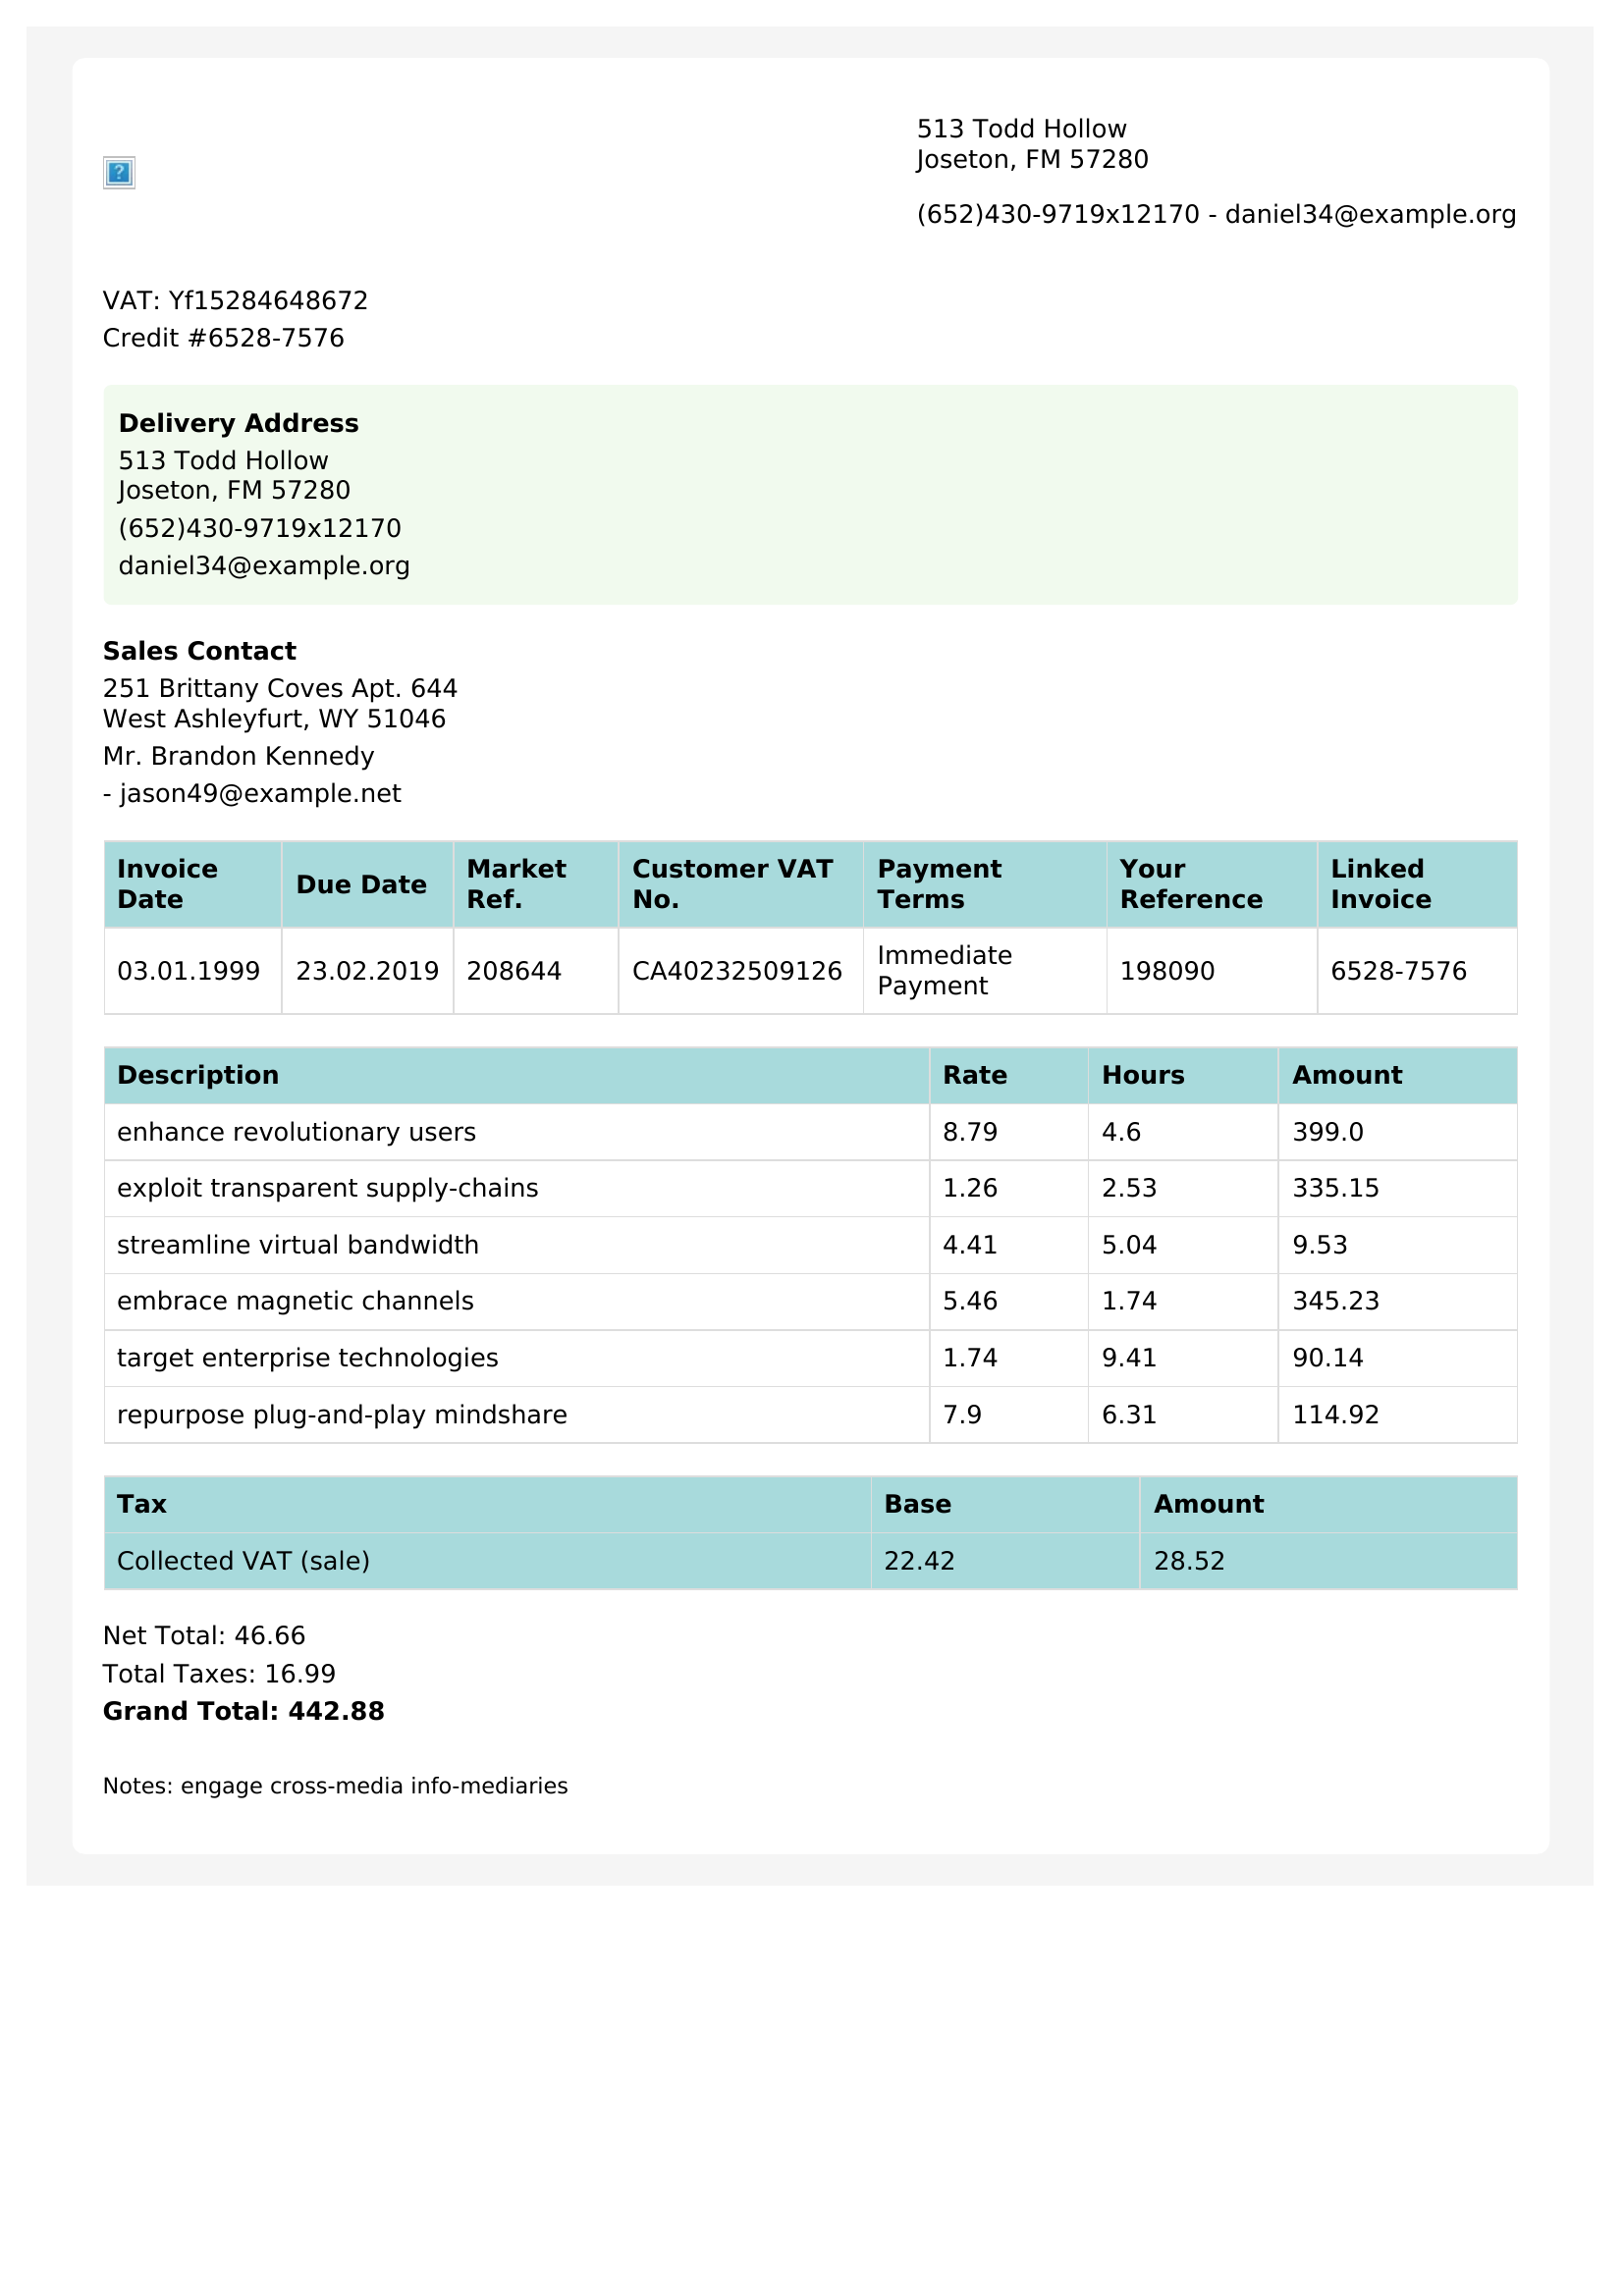 513 Todd Hollow
Joseton, FM 57280
(652)430-9719x12170 - daniel34@example.org
VAT: Yf15284648672
Credit #6528-7576
Delivery Address
513 Todd Hollow
Joseton, FM 57280
(652)430-9719x12170
daniel34@example.org
Sales Contact
251 Brittany Coves Apt. 644
West Ashleyfurt, WY 51046
Mr. Brandon Kennedy
- jason49@example.net
Invoice Date Due Date Market Ref. Customer VAT No. Payment Terms Your Reference Linked Invoice
03.01.1999 23.02.2019 208644 CA40232509126 Immediate Payment 198090 6528-7576
Description Rate Hours Amount
enhance revolutionary users 8.79 4.6 399.0
exploit transparent supply-chains 1.26 2.53 335.15
streamline virtual bandwidth 4.41 5.04 9.53
embrace magnetic channels 5.46 1.74 345.23
target enterprise technologies 1.74 9.41 90.14
repurpose plug-and-play mindshare 7.9 6.31 114.92
Tax Base Amount
Collected VAT (sale) 22.42 28.52
Net Total: 46.66
Total Taxes: 16.99
Grand Total: 442.88
Notes: engage cross-media info-mediaries